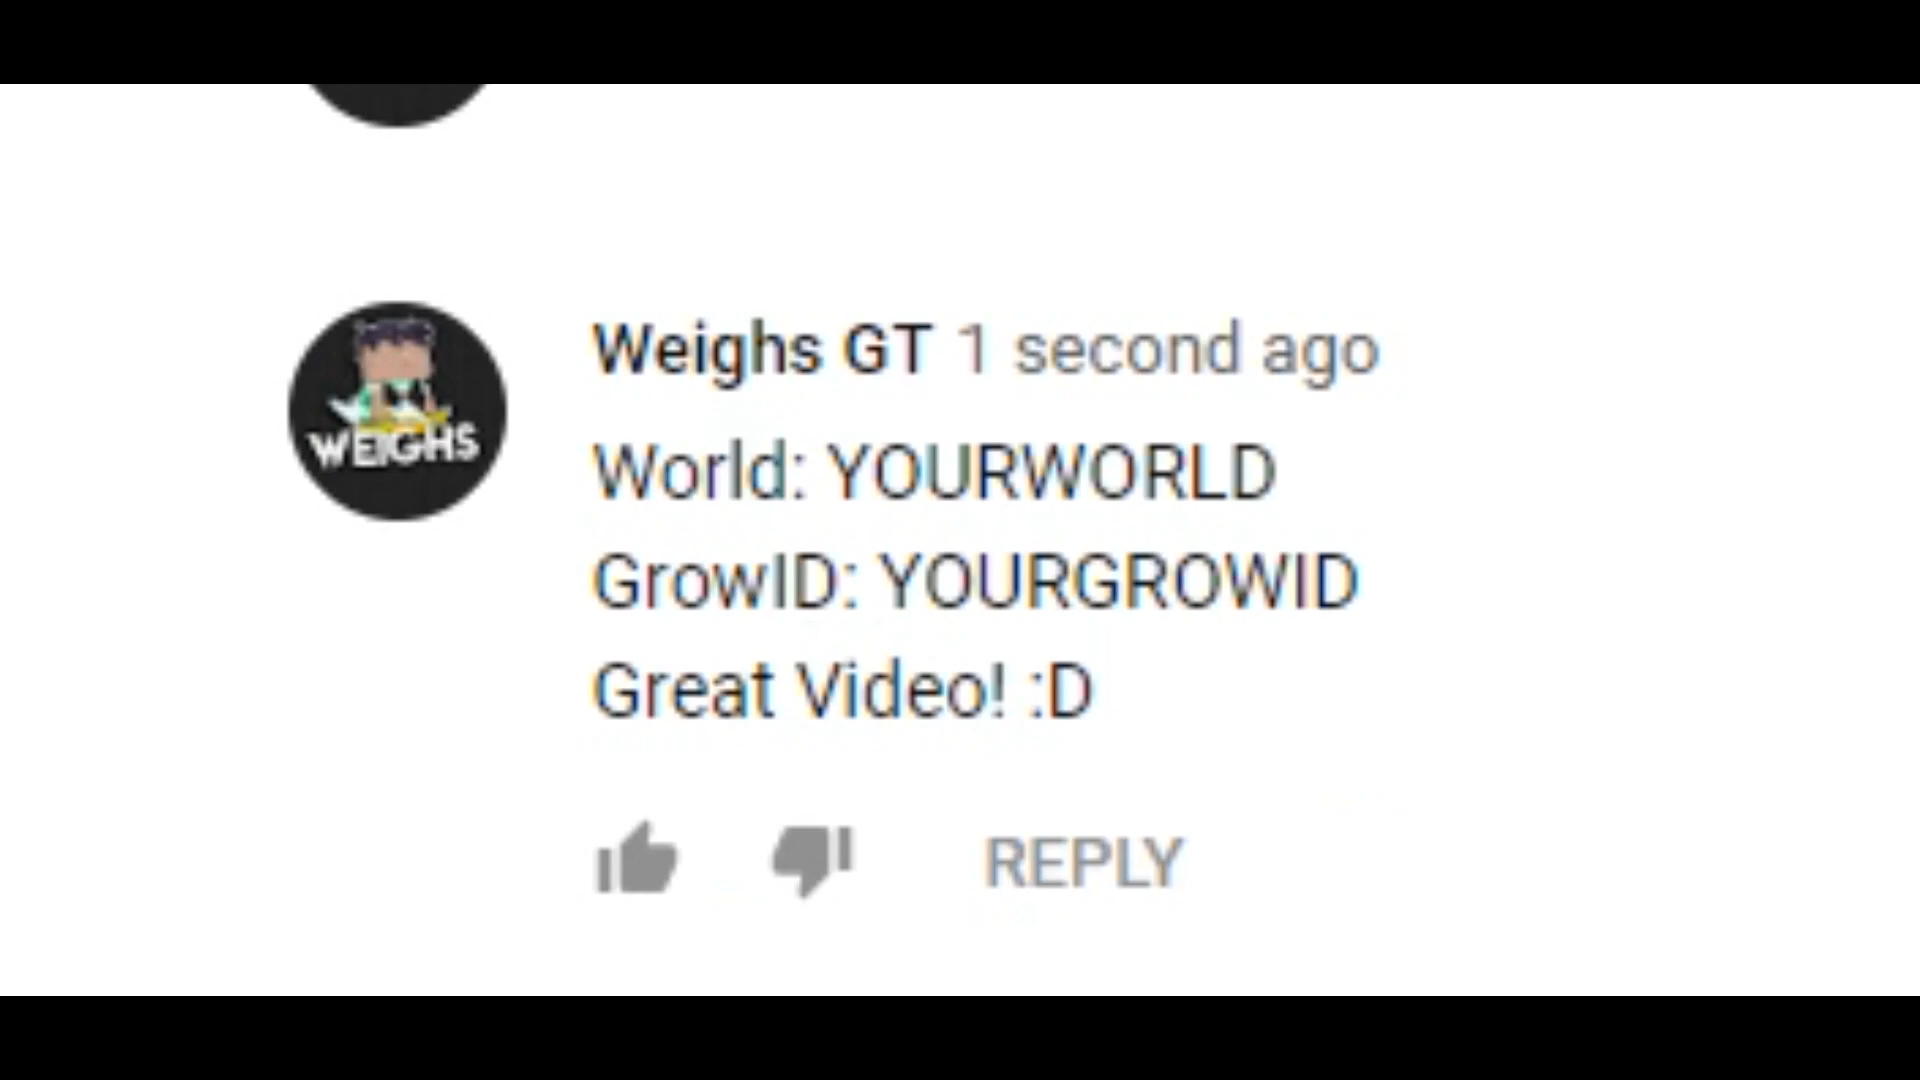 Weighs GT 1 second ago
WEIGHS
World: YOURWORLD
GrowID: YOURGROWID
Great Video! :D
REPLY